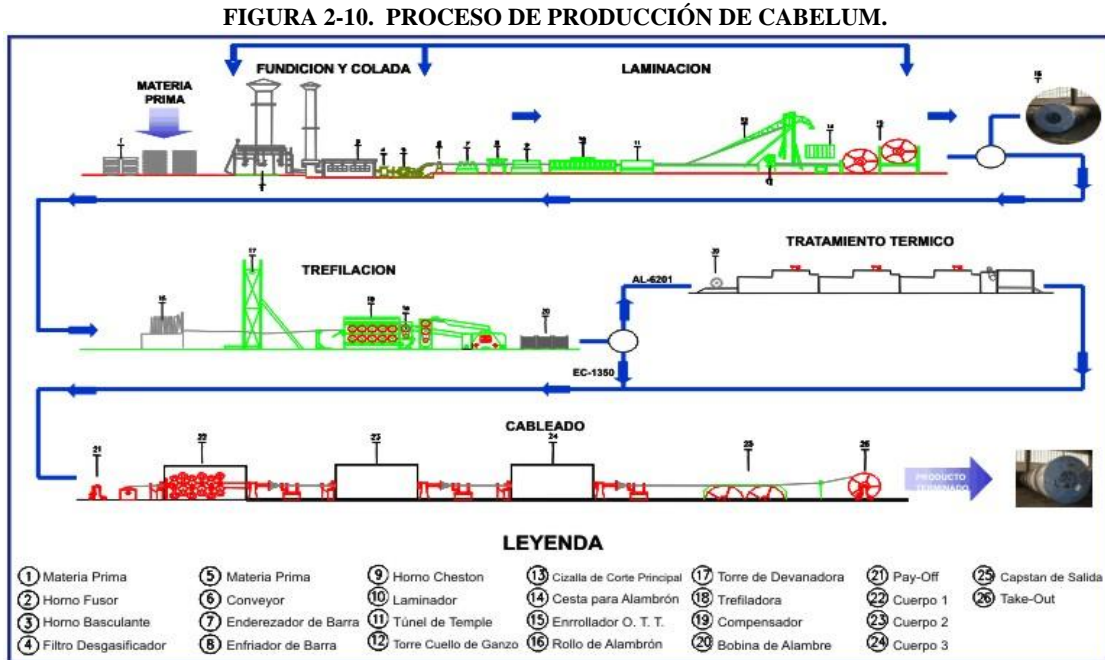 FIGURA 2-10. PROCESO DE PRODUCCIÓN DE CABELUM.
FUNDICION Y COLADA
LAMINACION
MATERIA
PRIMA
TRATAMIENTO TERMICO
TREFILACION
AL-6201
EC-1350
CABLEADO
PRODUCTO
TERMINADO
LEYENDA
1 Materia Prima
2 Horno Fusor
3 Horno Basculante
4 Filtro Desgasificador
5 Materia Prima
6 Conveyor
7 Enderezador de Barra
8 Enfriador de Barra
9 Horno Cheston
10 Laminador
11 Túnel de Temple
12 Torre Cuello de Ganzo
13 Cizalla de Corte Principal
14 Cesta para Alambrón
15 Enrrollador O. T. T.
16 Rollo de Alambrón
17 Torre de Devanadora
18 Trefiladora
19 Compensador
20 Bobina de Alambre
21 Pay-Off
22 Cuerpo 1
23 Cuerpo 2
24 Cuerpo 3
25 Capstan de Salida
26 Take-Out